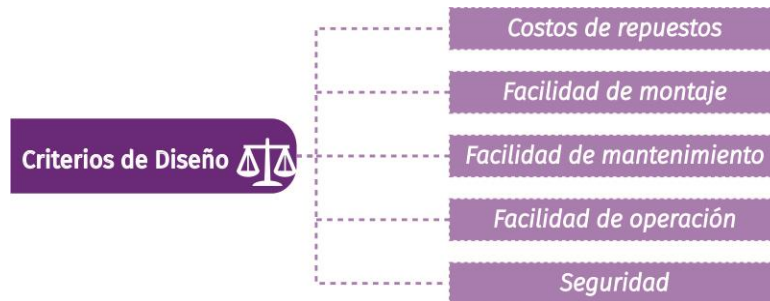 Criterios de Diseño
Costos de repuestos
Facilidad de montaje
Facilidad de mantenimiento
Facilidad de operación
Seguridad